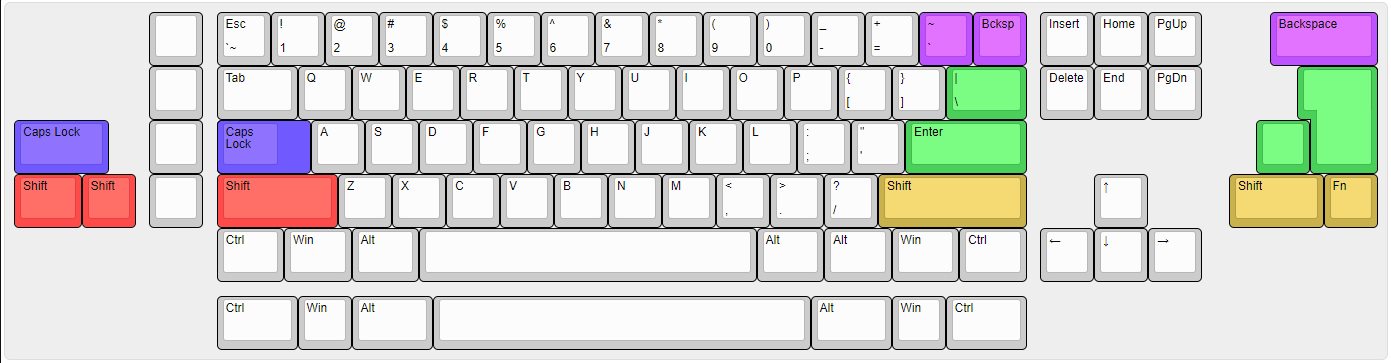 Esc ! @ # $ % ^ & * ( ) _ + ~ Bcksp Insert Home PgUp Backspace
`~ 1 2 3 4 5 6 7 8 9 0 - = `
Tab Q W E R T Y U I O P { } | Delete End PgDn
[ ] \
Caps Lock Caps A S D F G H J K L : " Enter
Lock ; '
Shift Shift Shift Z X C V B N M < > ? Shift ↑ Shift Fn
, . /
Ctrl Win Alt Alt Alt Win Ctrl ← ↓ →
Ctrl Win Alt Alt Win Ctrl